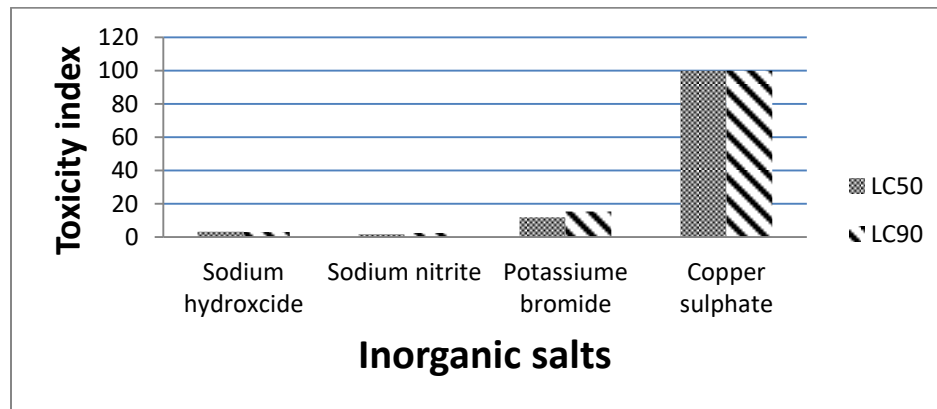 Toxicity index
120
100
80
60
40
20
0
Sodium
hydroxcide
Sodium nitrite
Potassiume
bromide
Copper
sulphate
Inorganic salts
LC50
LC90